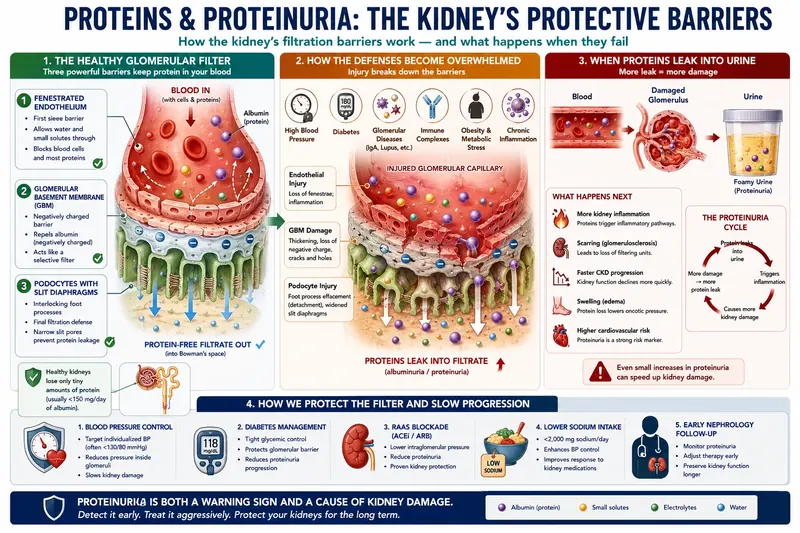 PROTEINS & PROTEINURIA: THE KIDNEY'S PROTECTIVE BARRIERS
How the kidney's filtration barriers work — and what happens when they fail
1. THE HEALTHY GLOMERULAR FILTER
Three powerful barriers keep protein in your blood
1
FENESTRATED
ENDOTHELIUM
• First sieve barrier
• Allows water and
small solutes through
• Blocks blood cells
and most proteins
2
GLOMERULAR
BASEMENT MEMBRANE
(GBM)
• Negatively charged
barrier
• Repels albumin
(negatively charged)
• Acts like a
selective filter
3
PODOCYTES WITH
SLIT DIAPHRAGMS
• Interlocking foot
processes
• Final filtration defense
• Narrow slit pores
prevent protein leakage
BLOOD IN
(with cells & proteins)
Albumin
(protein)
PROTEIN-FREE FILTRATE OUT
(into Bowman's space)
Healthy kidneys
lose only tiny
amounts of protein
(usually <150 mg/day
of albumin).
2. HOW THE DEFENSES BECOME OVERWHELMED
Injury breaks down the barriers
180
mg/dL
High Blood
Pressure
Diabetes
Glomerular
Diseases
(IgA, Lupus, etc.)
Immune
Complexes
Obesity &
Metabolic
Stress
Chronic
Inflammation
INJURED GLOMERULAR CAPILLARY
Endothelial
Injury
Loss of fenestrae;
inflammation
GBM Damage
Thickening, loss of
negative charge,
cracks and holes
Podocyte Injury
Foot process effacement
(detachment), widened
slit diaphragms
PROTEINS LEAK INTO FILTRATE
(albuminuria / proteinuria)
3. WHEN PROTEINS LEAK INTO URINE
More leak = more damage
Blood
Damaged
Glomerulus
Urine
Foamy Urine
(Proteinuria)
WHAT HAPPENS NEXT
More kidney inflammation
Proteins trigger inflammatory pathways.
Scarring (glomerulosclerosis)
Leads to loss of filtering units.
Faster CKD progression
Kidney function declines more quickly.
Swelling (edema)
Protein loss lowers oncotic pressure.
Higher cardiovascular risk
Proteinuria is a strong risk marker.
THE PROTEINURIA
CYCLE
Protein leaks
into urine
Triggers
inflammation
Causes more
kidney damage
More damage
→ more
protein leak
Even small increases in proteinuria
can speed up kidney damage.
4. HOW WE PROTECT THE FILTER AND SLOW PROGRESSION
1. BLOOD PRESSURE CONTROL
• Target individualized BP
(often <130/80 mmHg)
• Reduces pressure inside
glomeruli
• Slows kidney damage
118
mg/dL
2. DIABETES MANAGEMENT
• Tight glycemic control
• Protects glomerular barrier
• Reduces proteinuria
progression
3. RAAS BLOCKADE
(ACEi / ARB)
• Lower intraglomerular pressure
• Reduce proteinuria
• Proven kidney protection
LOW
SODIUM
4. LOWER SODIUM INTAKE
• <2,000 mg sodium/day
• Enhances BP control
• Improves response to
kidney medications
5. EARLY NEPHROLOGY
FOLLOW-UP
• Monitor proteinuria
• Adjust therapy early
• Preserve kidney function
longer
PROTEINURIA IS BOTH A WARNING SIGN AND A CAUSE OF KIDNEY DAMAGE.
Detect it early. Treat it aggressively. Protect your kidneys for the long term.
Albumin (protein)
Small solutes
Electrolytes
Water